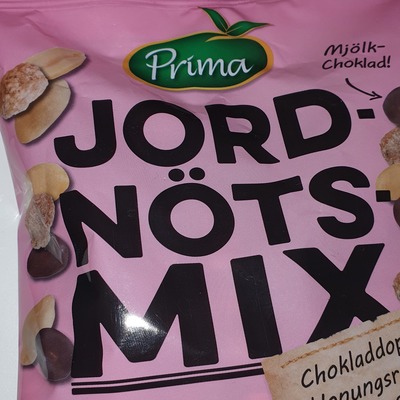 Prima
Mjölk-
Choklad!
JORD-
NÖTS-
MIX